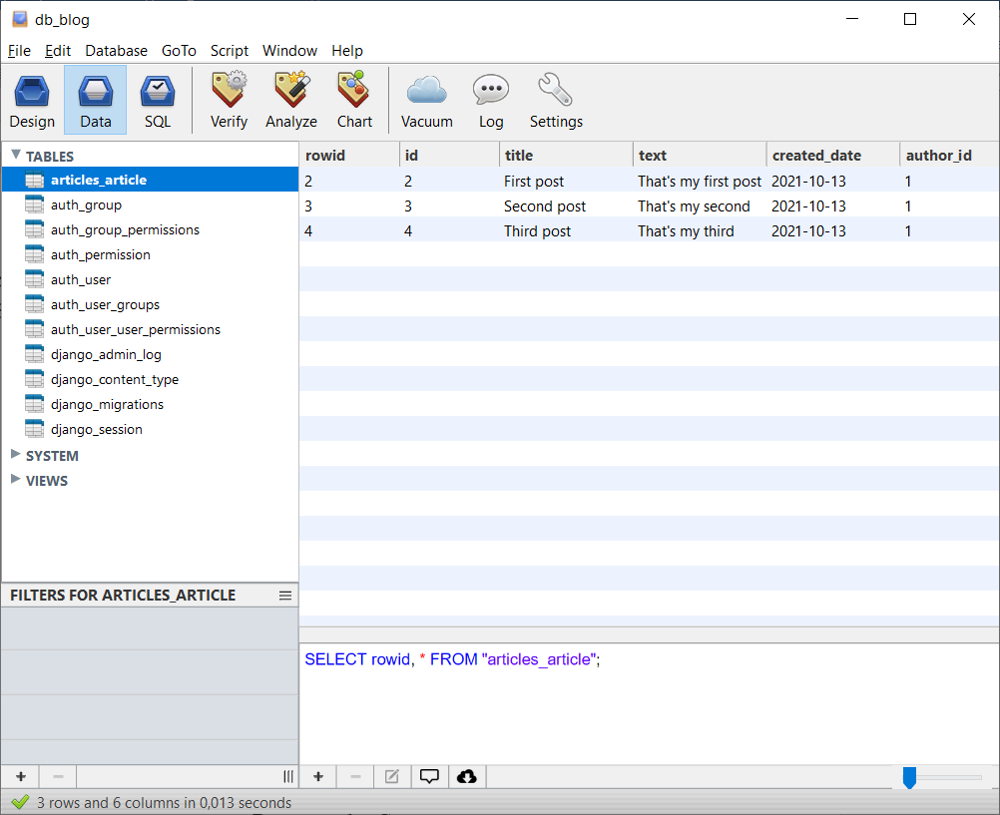 db_blog
File Edit Database GoTo Script Window Help
Design Data SQL Verify Analyze Chart Vacuum Log Settings
TABLES
articles_article
auth_group
auth_group_permissions
auth_permission
auth_user
auth_user_groups
auth_user_user_permissions
django_admin_log
django_content_type
django_migrations
django_session
SYSTEM
VIEWS
rowid id title text created_date author_id
2 2 First post That's my first post 2021-10-13 1
3 3 Second post That's my second 2021-10-13 1
4 4 Third post That's my third 2021-10-13 1
FILTERS FOR ARTICLES_ARTICLE
SELECT rowid, * FROM "articles_article";
3 rows and 6 columns in 0,013 seconds